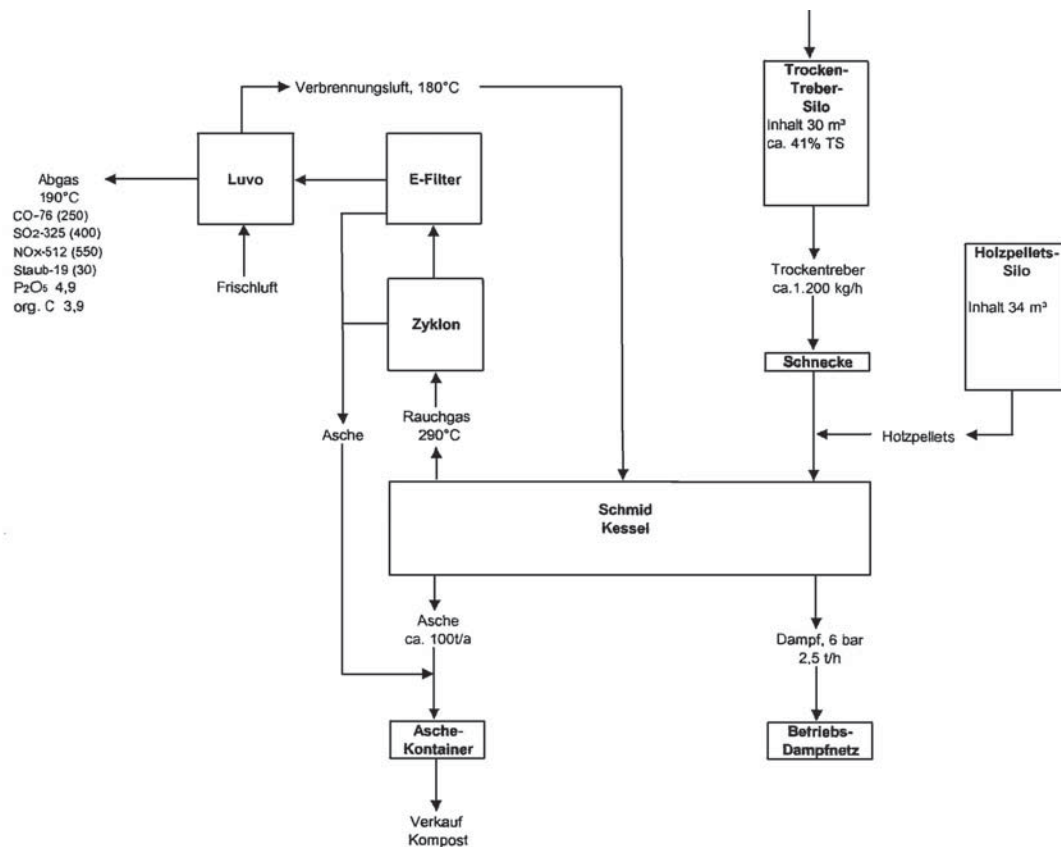 Verbrennungsluft, 180°C
Trocken-
Treber-
Silo
Inhalt 30 m³
ca. 41% TS
Luvo
E-Filter
Abgas
190°C
CO-76 (250)
SO2-325 (400)
NOx-512 (550)
Staub-19 (30)
P2O5 4,9
org. C 3,9
Frischluft
Zyklon
Trockentreber
ca.1.200 kg/h
Holzpellets-
Silo
Inhalt 34 m³
Schnecke
Rauchgas
290°C
Asche
Holzpellets
Schmid
Kessel
Asche
ca. 100t/a
Dampf, 6 bar
2,5 t/h
Asche-
Kontainer
Betriebs-
Dampfnetz
Verkauf
Kompost